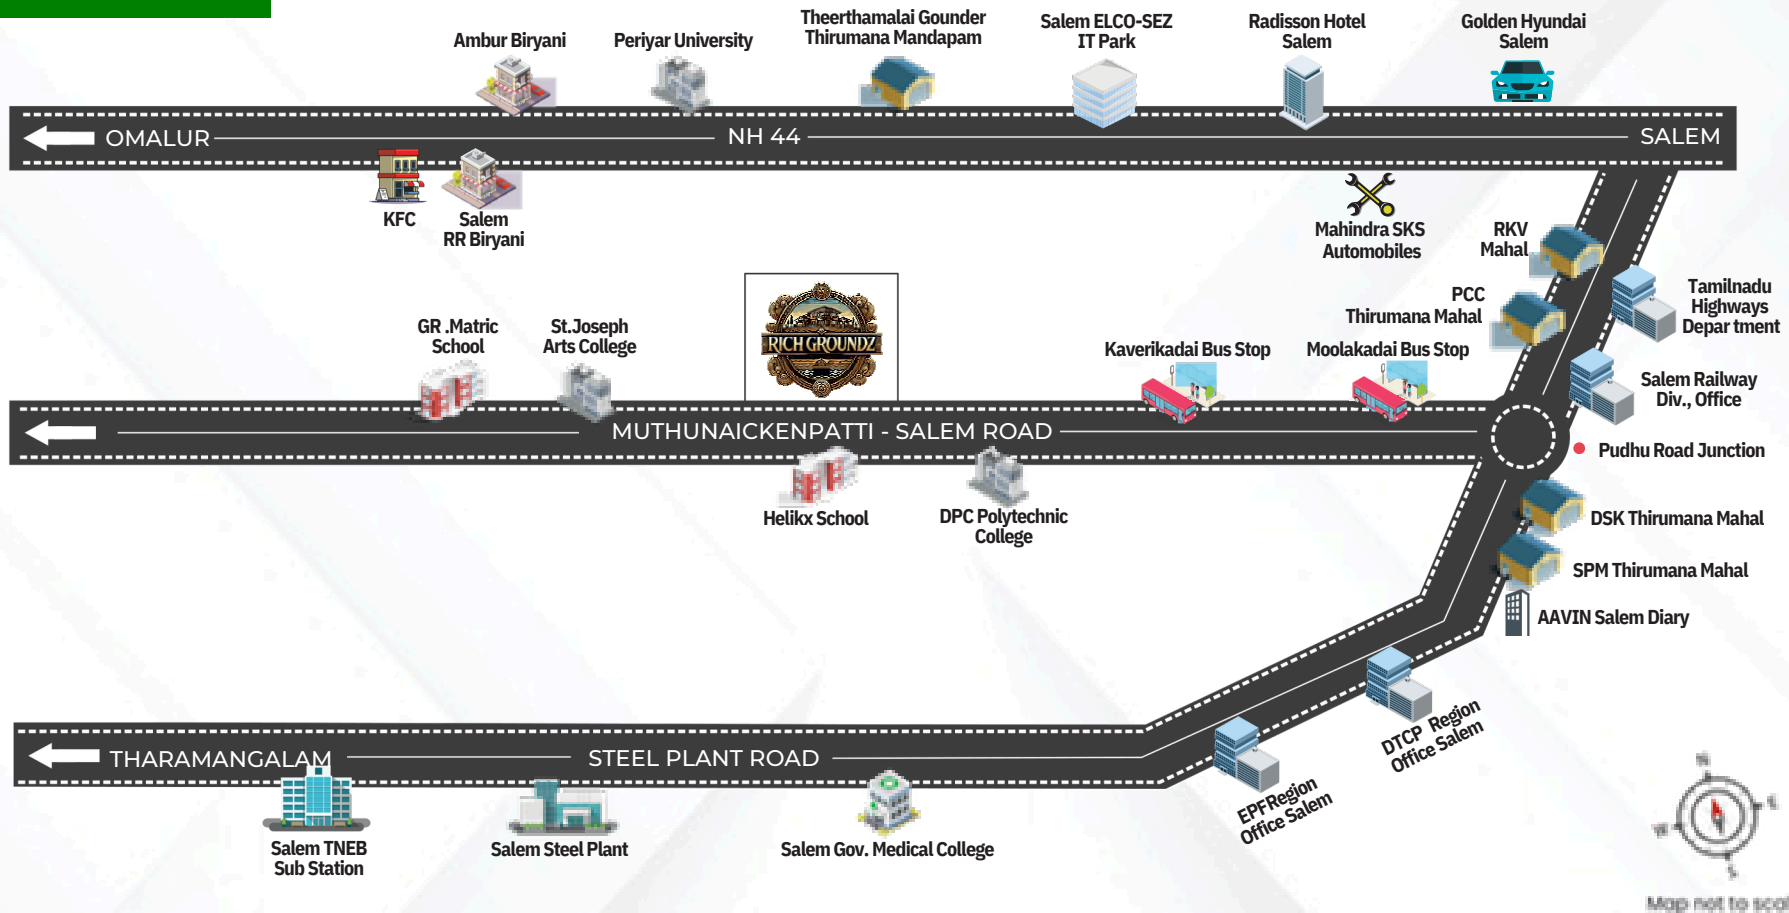 Ambur Biryani
Periyar University
Theerthamalai Gounder
Thirumana Mandapam
Salem ELCO-SEZ
IT Park
Radisson Hotel
Salem
Golden Hyundai
Salem
OMALUR
NH 44
SALEM
KFC
Salem
RR Biryani
Mahindra SKS
Automobiles
RKV
Mahal
PCC
Thirumana Mahal
Tamilnadu
Highways
Depar tment
GR .Matric
School
St.Joseph
Arts College
RICH GROUNDZ
Kaverikadai Bus Stop
Moolakadai Bus Stop
Salem Railway
Div., Office
MUTHUNAICKENPATTI - SALEM ROAD
Pudhu Road Junction
Helikx School
DPC Polytechnic
College
DSK Thirumana Mahal
SPM Thirumana Mahal
AAVIN Salem Diary
DTCP Region
Office Salem
EPFRegion
Office Salem
THARAMANGALAM
STEEL PLANT ROAD
Salem TNEB
Sub Station
Salem Steel Plant
Salem Gov. Medical College
N
E
W
S
Map not to scal